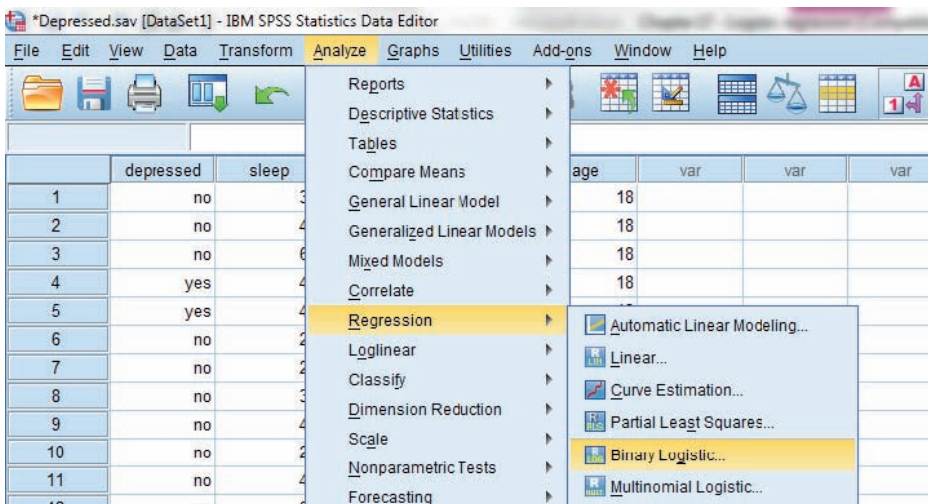 *Depressed.sav [DataSet1] - IBM SPSS Statistics Data Editor
File Edit View Data Transform Analyze Graphs Utilities Add-ons Window Help
Reports
Descriptive Statistics
Tables
Compare Means
General Linear Model
Generalized Linear Models
Mixed Models
Correlate
Regression
Loglinear
Classify
Dimension Reduction
Scale
Nonparametric Tests
Forecasting
Automatic Linear Modeling...
Linear...
Curve Estimation...
Partial Least Squares...
Binary Logistic...
Multinomial Logistic...
A
1
depressed sleep age var var var
1 no 18
2 no 18
3 no 18
4 yes 18
5 yes
6 no
7 no
8 no
9 no
10 no
11 no